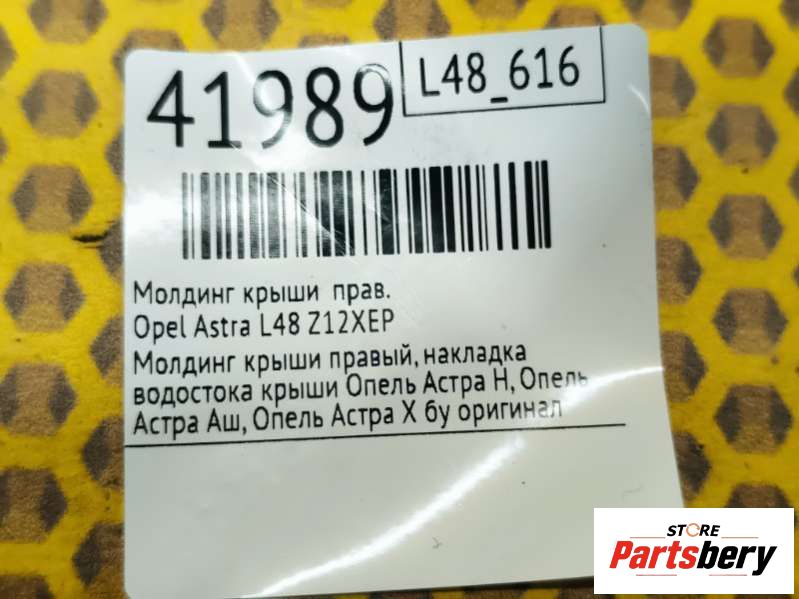 41989
L48_616
Молдинг крыши прав.
Opel Astra L48 Z12XEP
Молдинг крыши правый, накладка
водостока крыши Опель Астра Н, Опель
Астра Аш, Опель Астра Х бу оригинал
STORE
Partsbery